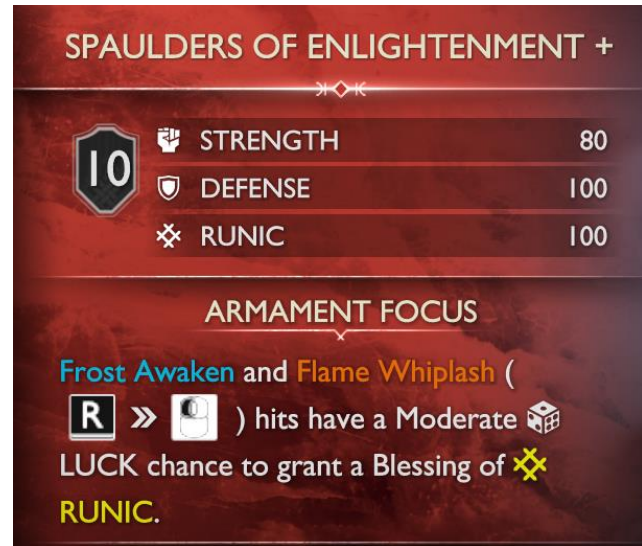 SPAULDERS OF ENLIGHTENMENT +
10
STRENGTH 80
DEFENSE 100
RUNIC 100
ARMAMENT FOCUS
Frost Awaken and Flame Whiplash (
R » ) hits have a Moderate
LUCK chance to grant a Blessing of
RUNIC.